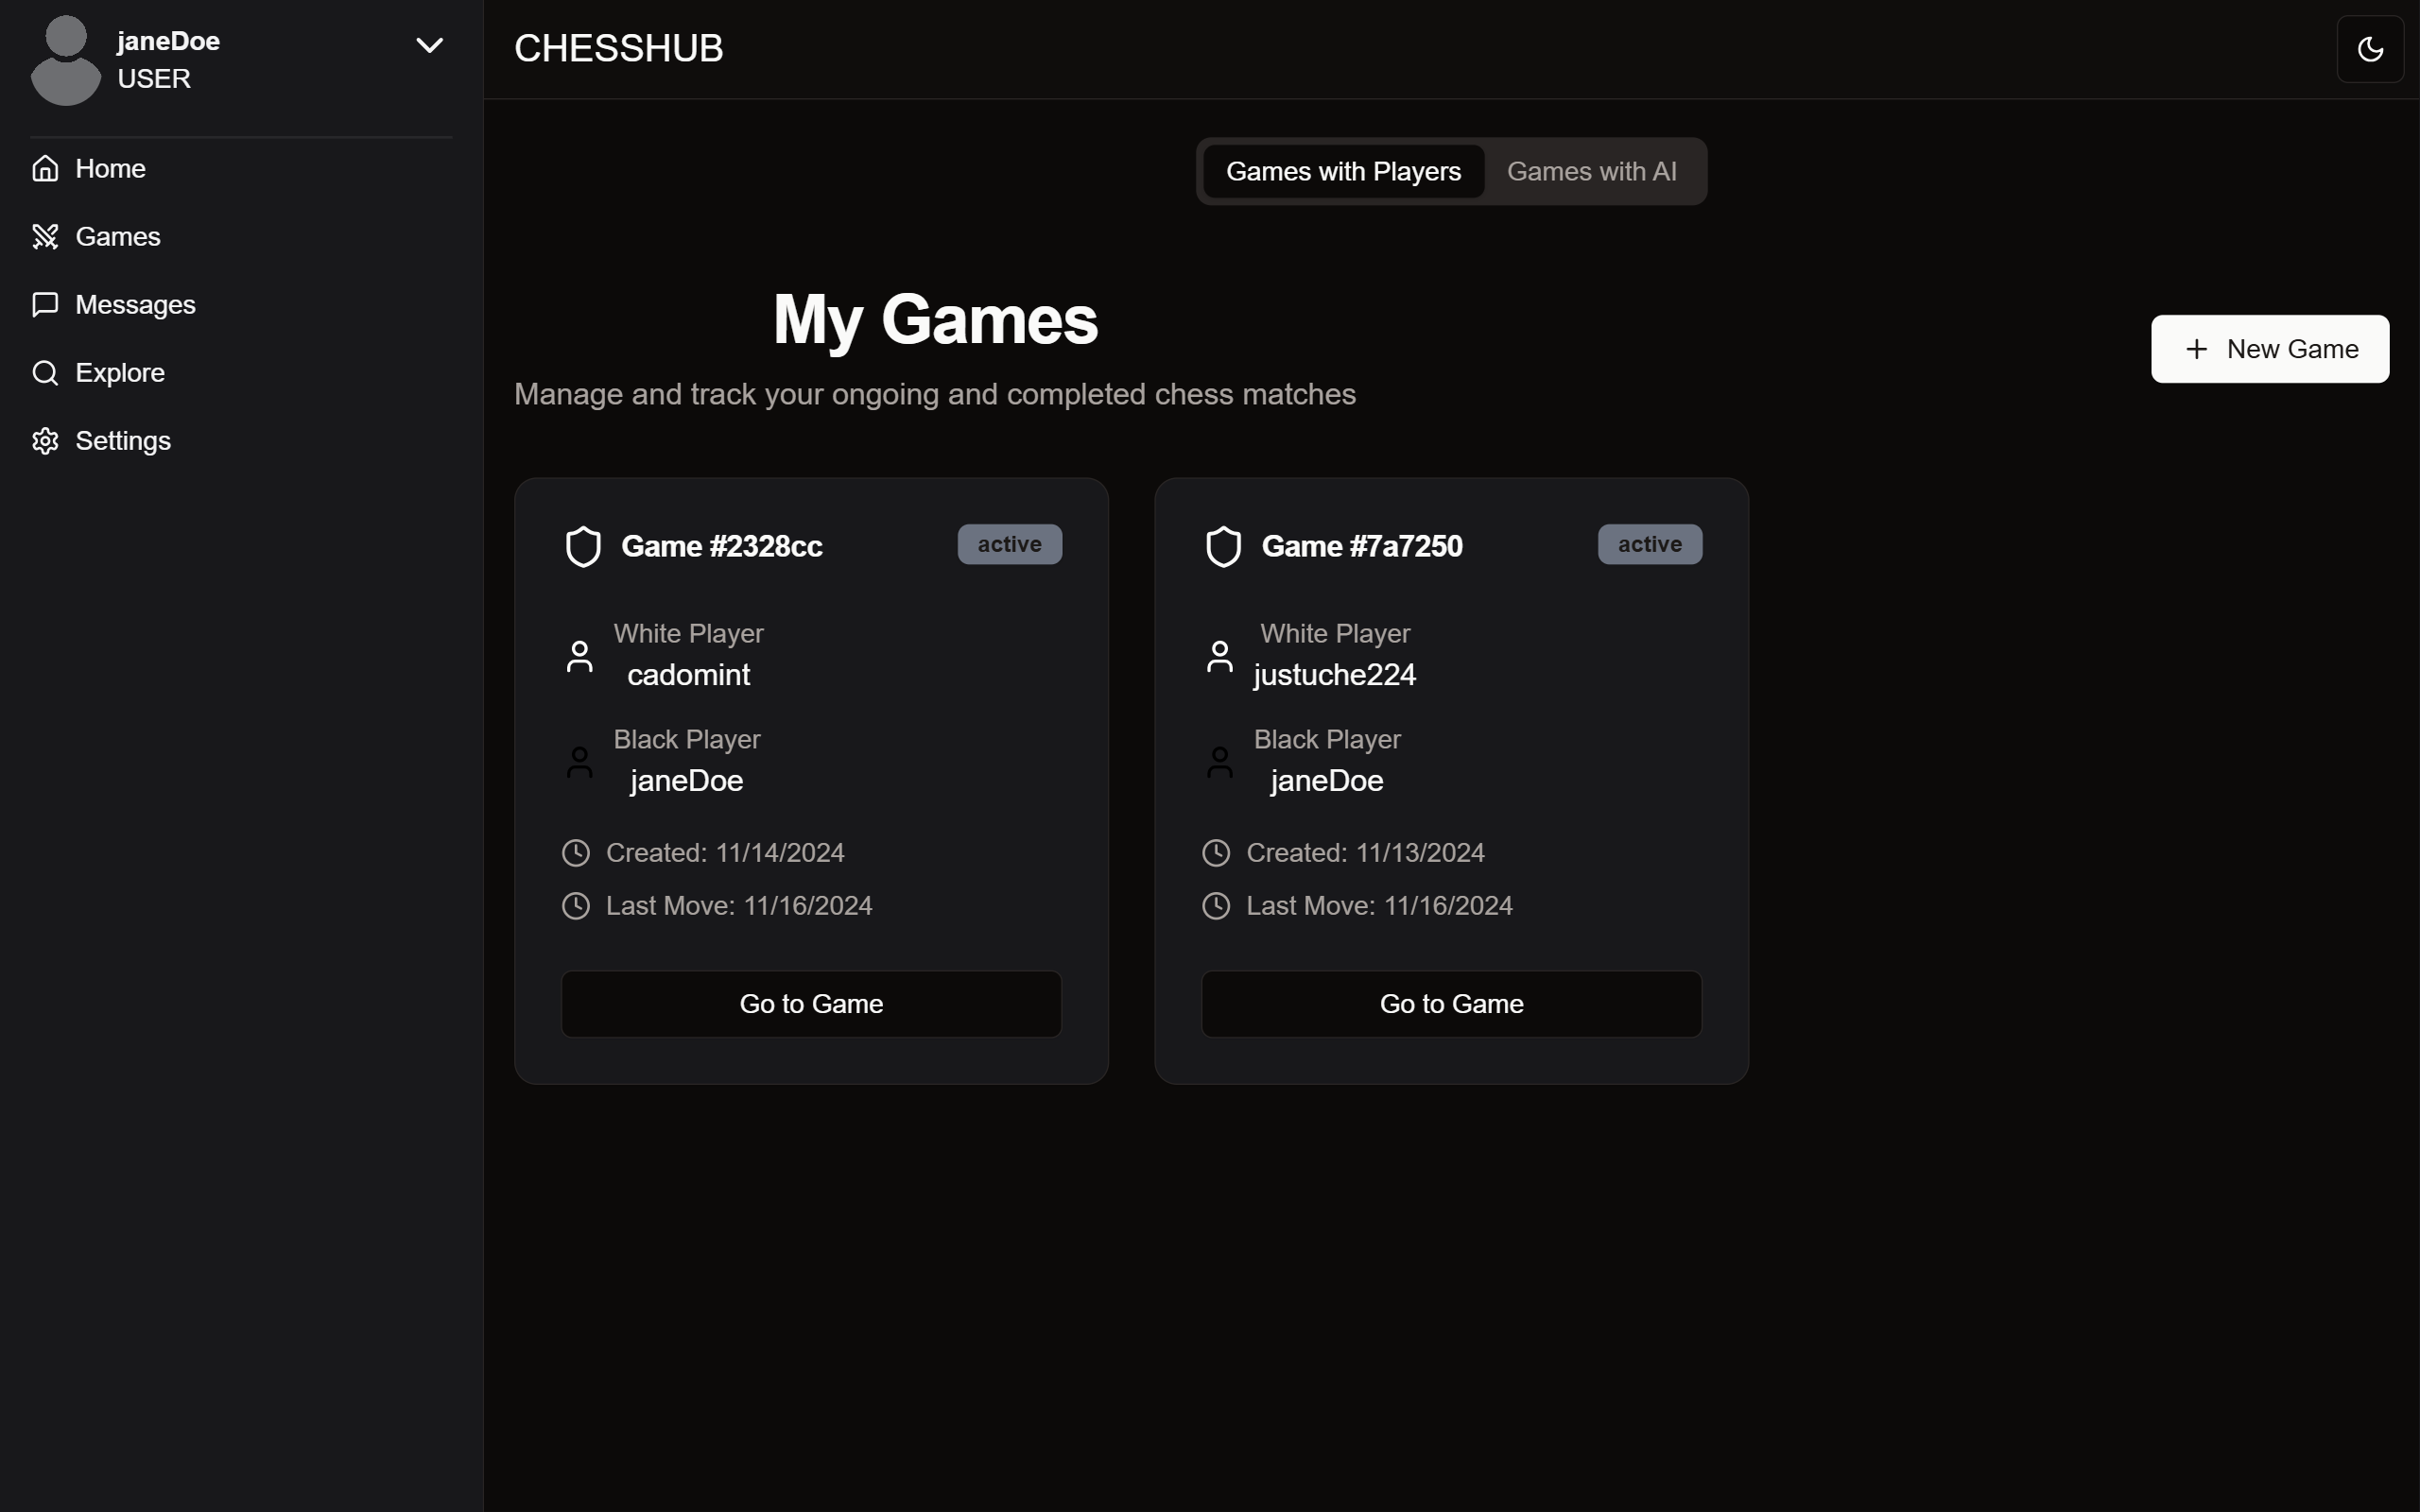 janeDoe
USER
Home
Games
Messages
Explore
Settings
CHESSHUB
Games with Players
Games with AI
My Games
Manage and track your ongoing and completed chess matches
New Game
Game #2328cc
active
White Player
cadomint
Black Player
janeDoe
Created: 11/14/2024
Last Move: 11/16/2024
Go to Game
Game #7a7250
active
White Player
justuche224
Black Player
janeDoe
Created: 11/13/2024
Last Move: 11/16/2024
Go to Game